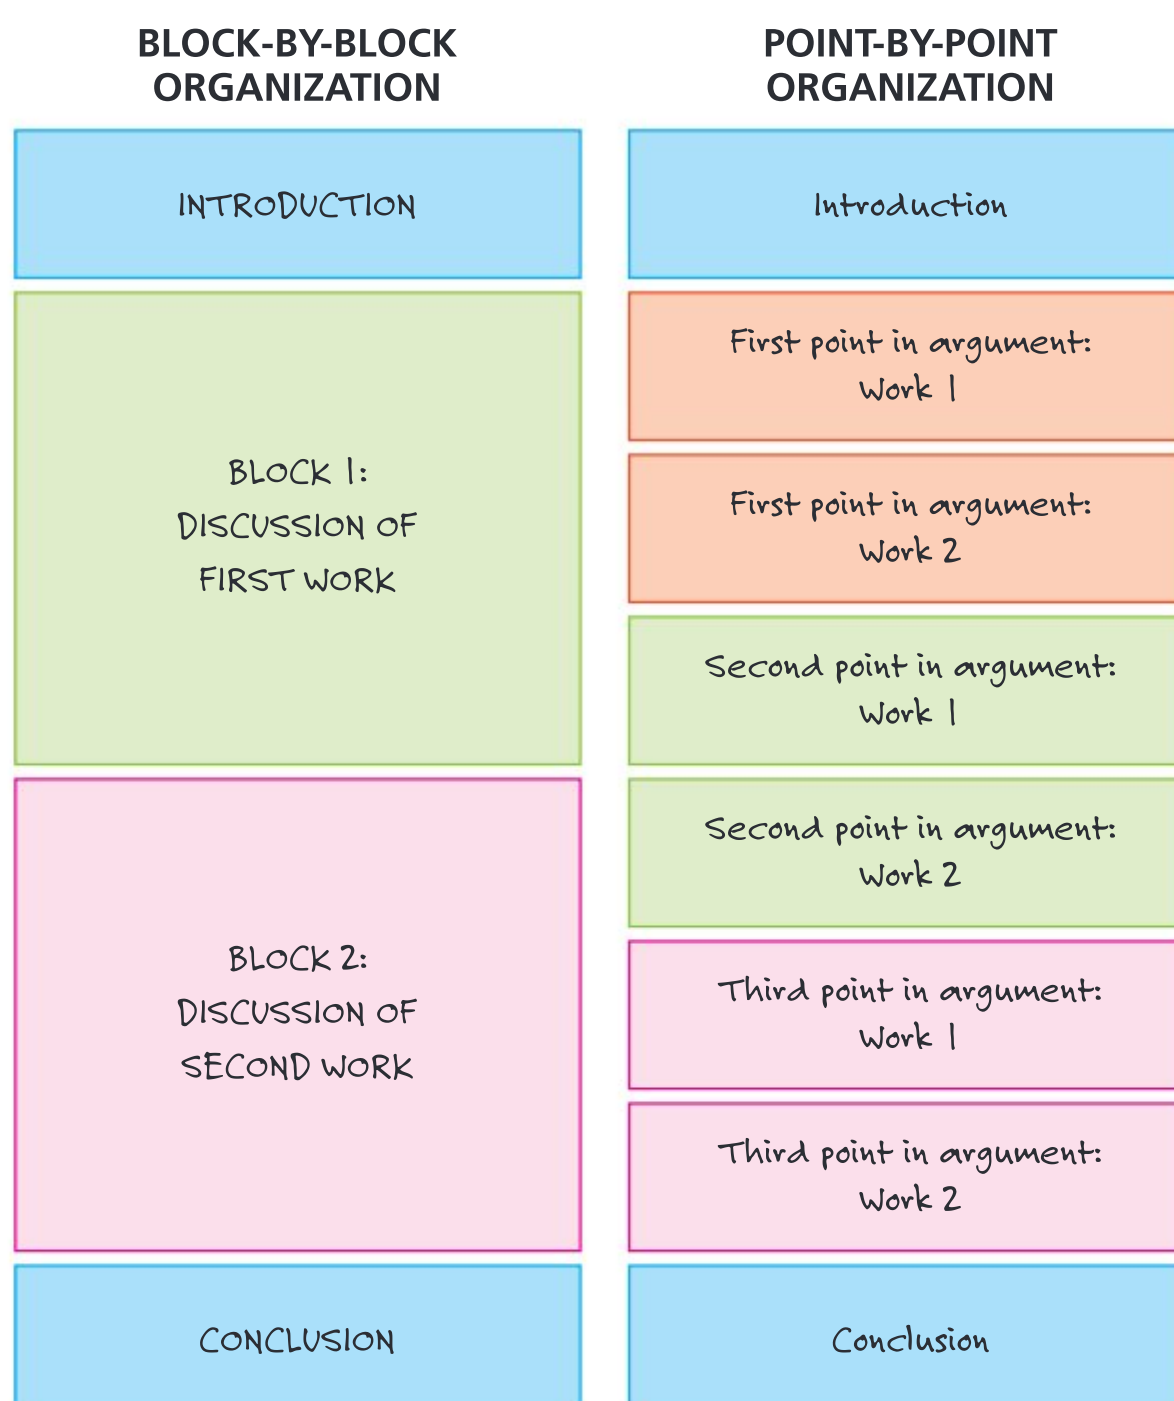 BLOCK-BY-BLOCK
ORGANIZATION
INTRODUCTION
BLOCK 1:
DISCUSSION OF
FIRST WORK
BLOCK 2:
DISCUSSION OF
SECOND WORK
CONCLUSION
POINT-BY-POINT
ORGANIZATION
Introduction
First point in argument:
Work 1
First point in argument:
Work 2
Second point in argument:
Work 1
Second point in argument:
Work 2
Third point in argument:
Work 1
Third point in argument:
Work 2
Conclusion